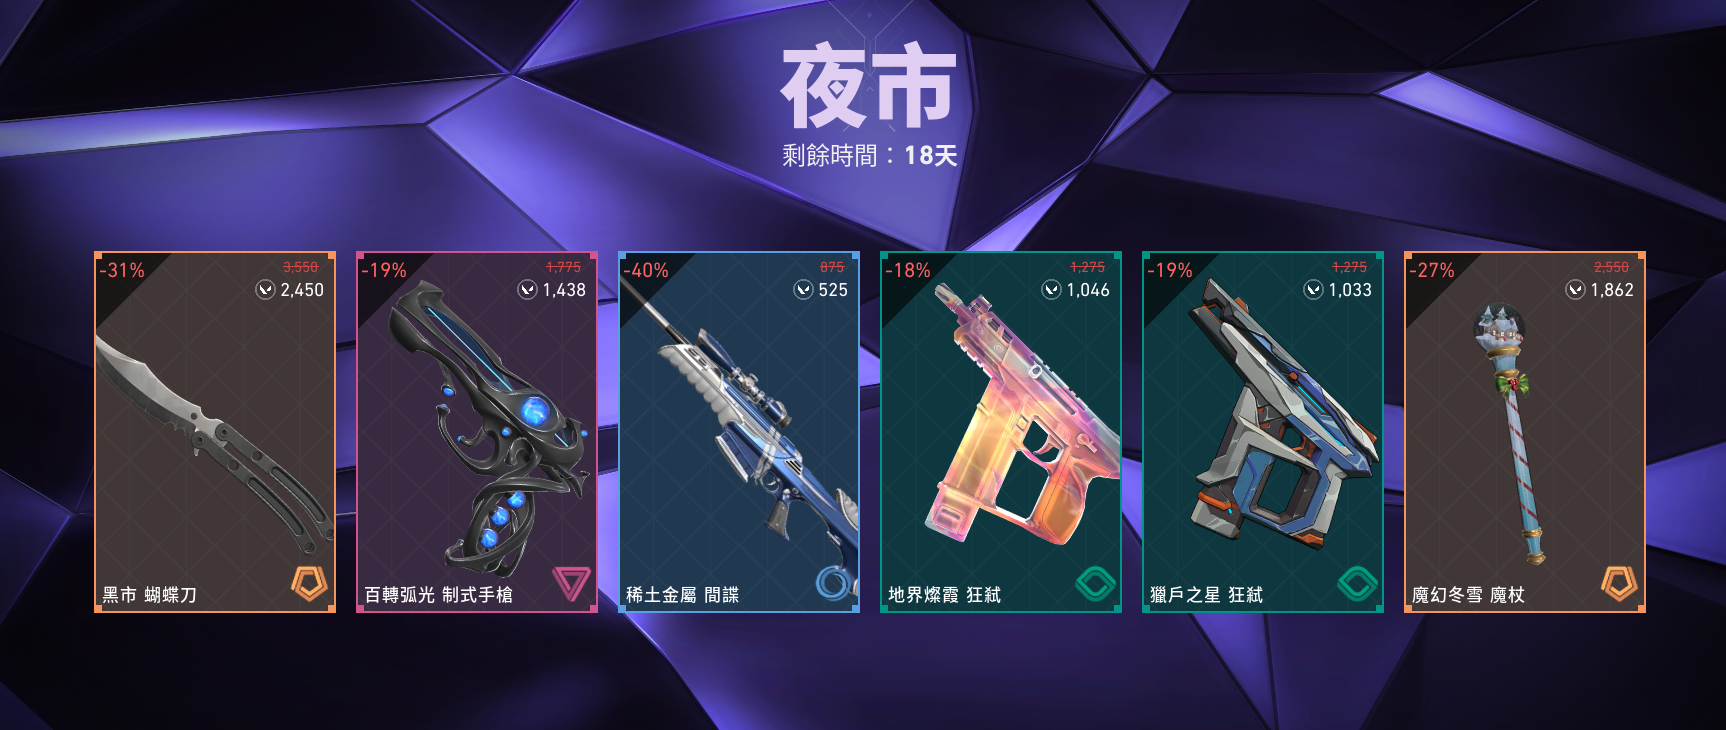 夜市
剩餘時間：18天
-31%
3,550
2,450
黑市 蝴蝶刀
-19%
1,775
1,438
百轉弧光 制式手槍
-40%
875
525
稀土金屬 間諜
-18%
1,275
1,046
地界燦霞 狂弒
-19%
1,275
1,033
獵戶之星 狂弒
-27%
2,550
1,862
魔幻冬雪 魔杖